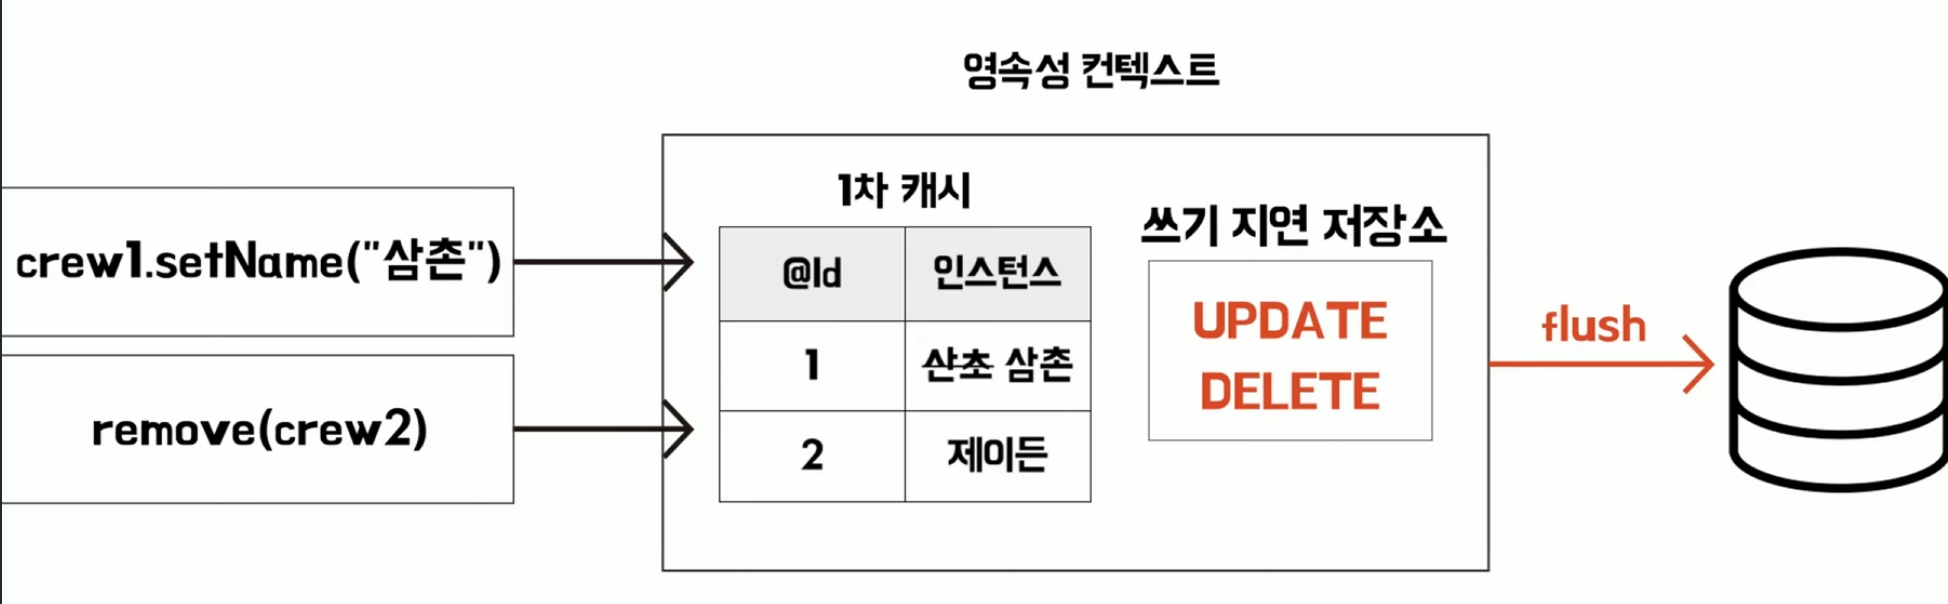 영속성 컨텍스트
crew1.setName("삼촌")
remove(crew2)
1차 캐시
@Id 인스턴스
1 산초 삼촌
2 제이든
쓰기 지연 저장소
UPDATE
DELETE
flush